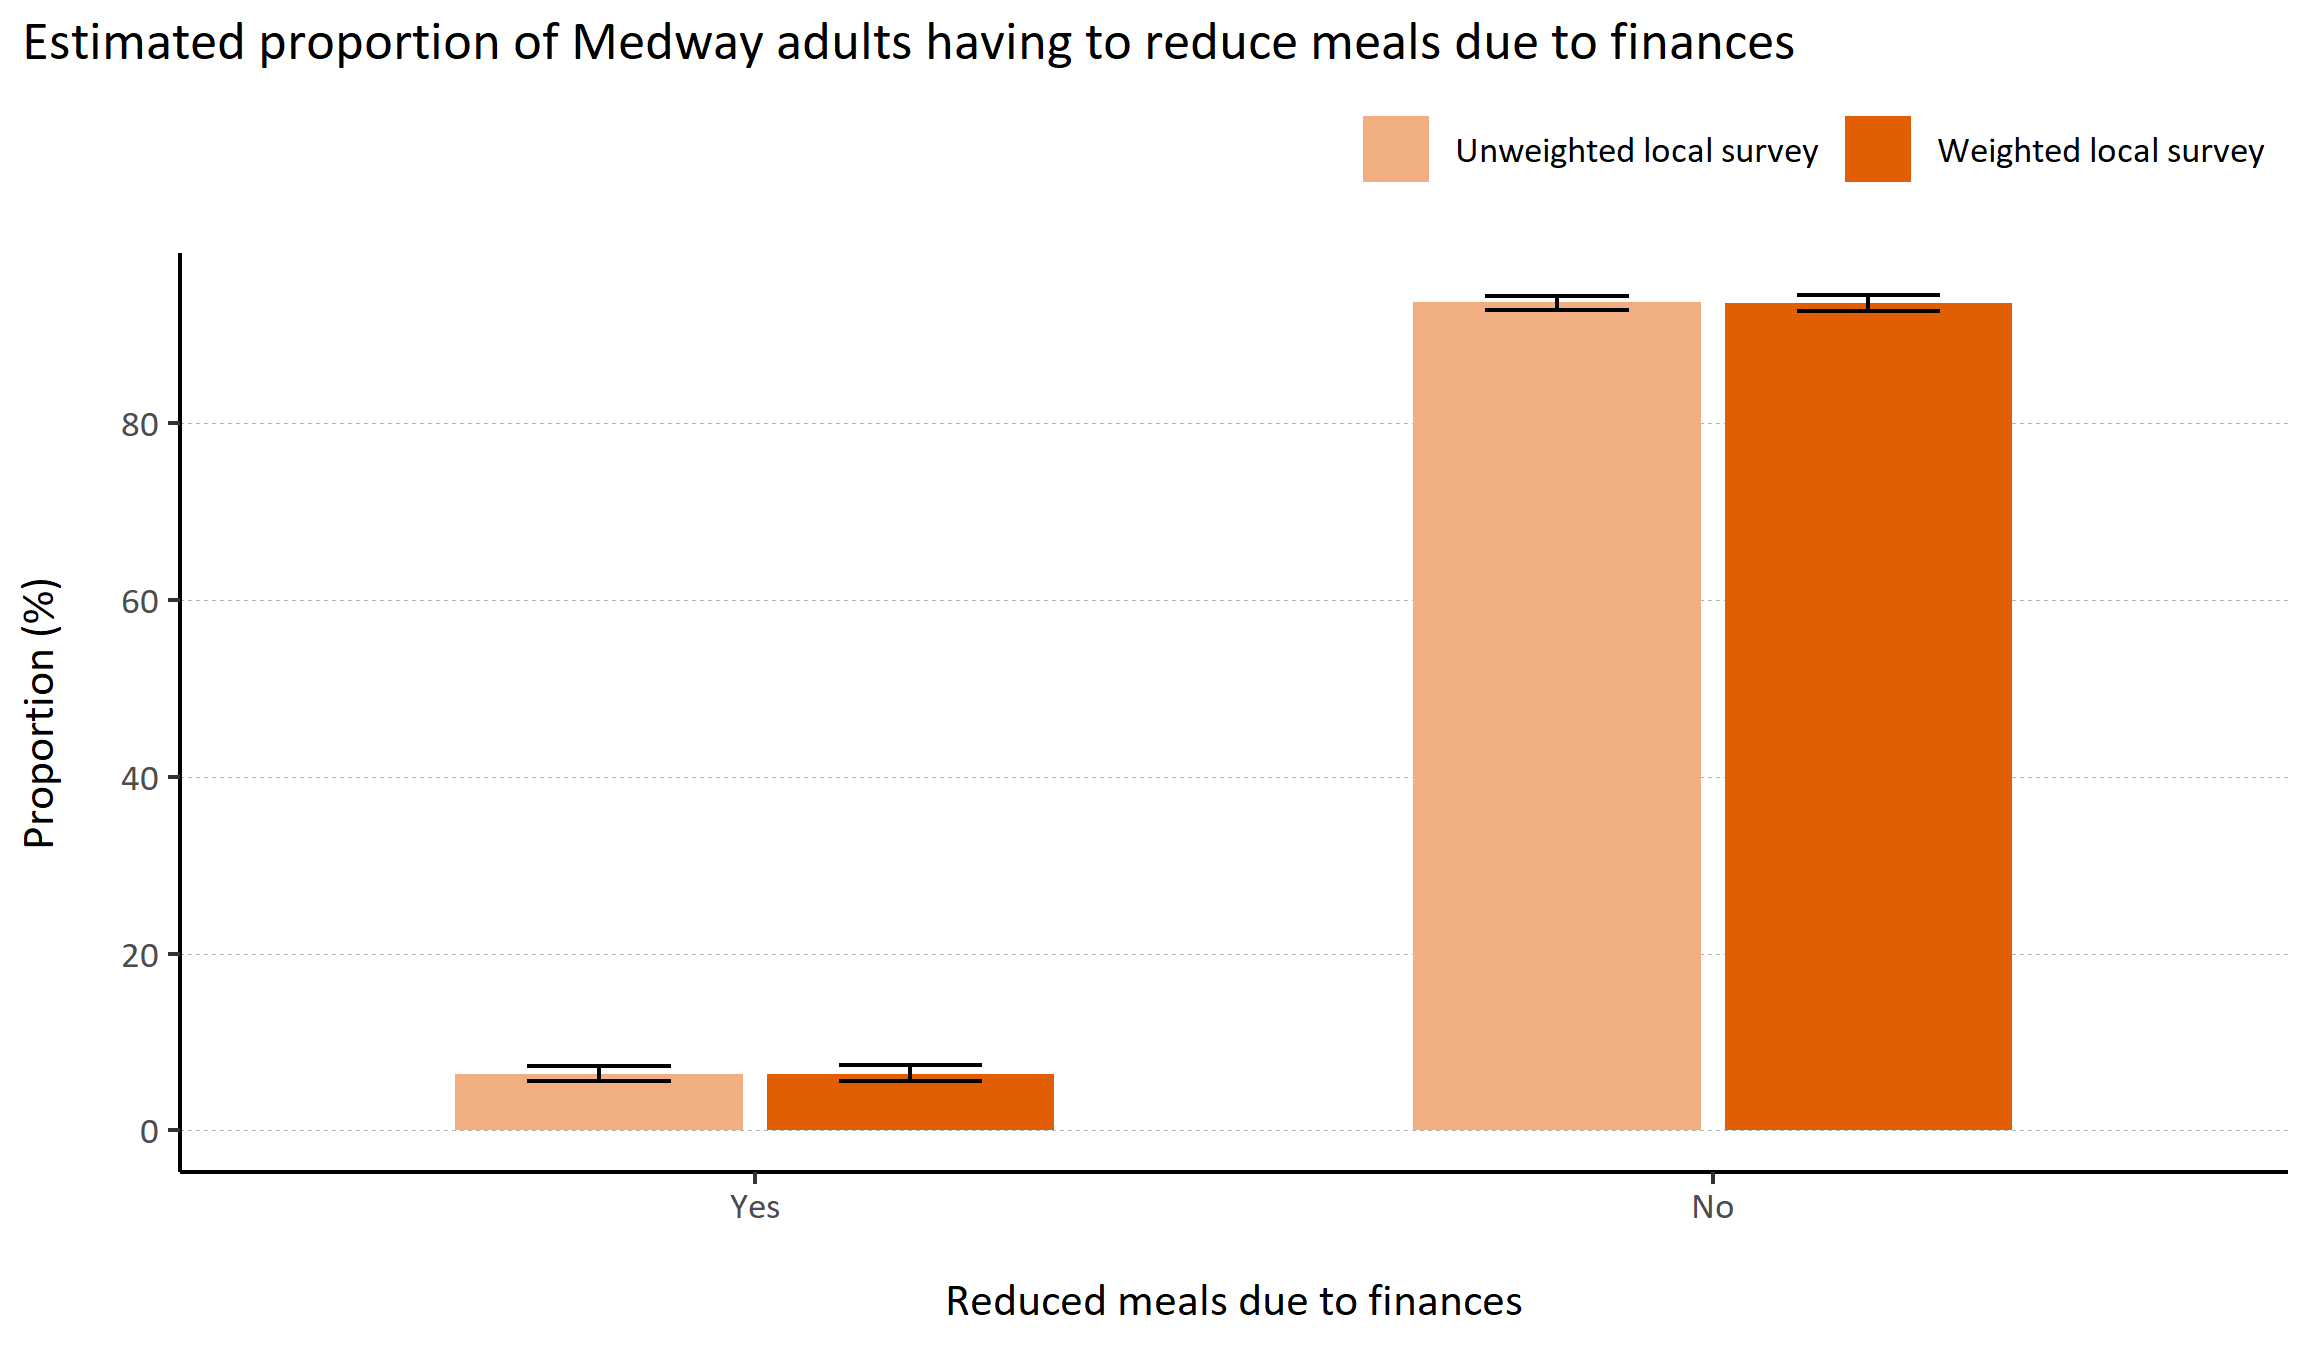 Estimated proportion of Medway adults having to reduce meals due to finances
Unweighted local survey
Weighted local survey
Proportion (%)
80
60
40
20
0
Yes
No
Reduced meals due to finances